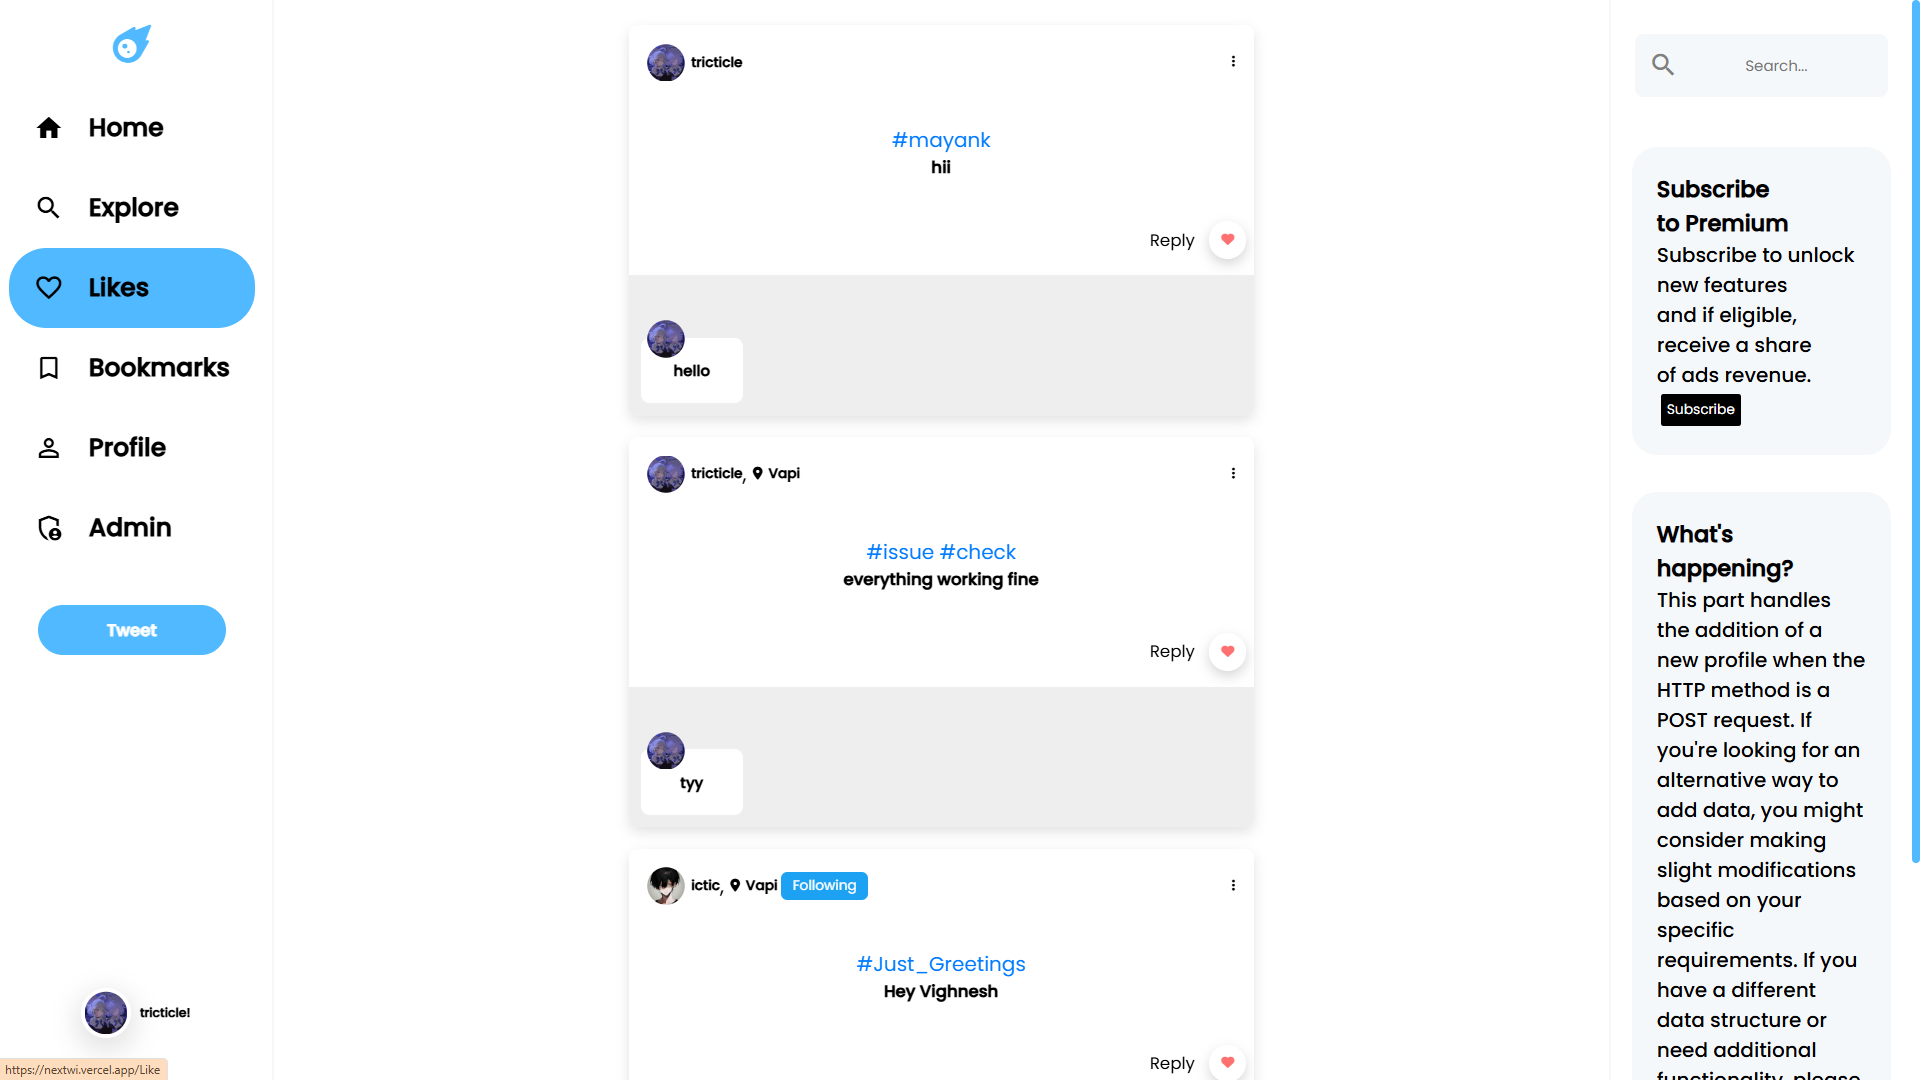 Home
Explore
Likes
Bookmarks
Profile
Admin
Tweet
tricticle!
https://nextwi.vercel.app/Like
tricticle
#mayank
hii
Reply
hello
tricticle, Vapi
#issue #check
everything working fine
Reply
tyy
ictic, Vapi Following
#Just_Greetings
Hey Vighnesh
Reply
Search...
Subscribe
to Premium
Subscribe to unlock
new features
and if eligible,
receive a share
of ads revenue.
Subscribe
What's
happening?
This part handles
the addition of a
new profile when the
HTTP method is a
POST request. If
you're looking for an
alternative way to
add data, you might
consider making
slight modifications
based on your
specific
requirements. If you
have a different
data structure or
need additional
functionality, please